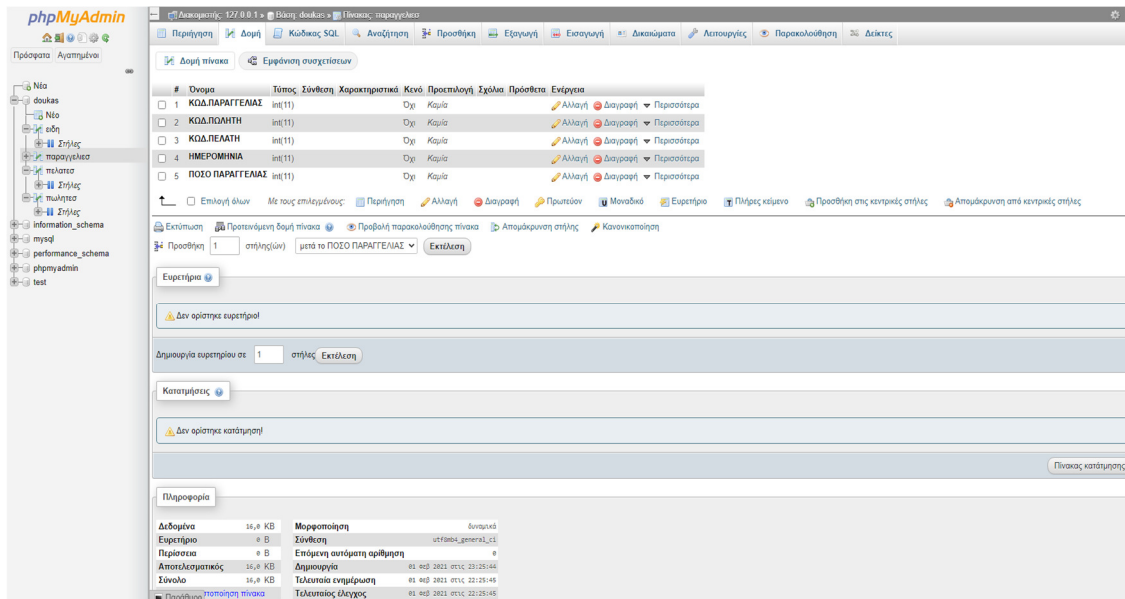 phpMyAdmin
Πρόσφατα Αγαπημένοι
Νέα
doukas
Νέο
ειδη
Στήλες
παραγγελιεσ
πελατεσ
Στήλες
πωλητεσ
Στήλες
information_schema
mysql
performance_schema
phpmyadmin
test
Διακομιστής: 127.0.0.1 » Βάση: doukas » Πίνακας: παραγγελιεσ
Περιήγηση Δομή Κώδικας SQL Αναζήτηση Προσθήκη Εξαγωγή Εισαγωγή Δικαιώματα Λειτουργίες Παρακολούθηση Δείκτες
Δομή πίνακα Εμφάνιση συσχετίσεων
# Όνομα Τύπος Σύνθεση Χαρακτηριστικά Κενό Προεπιλογή Σχόλια Πρόσθετα Ενέργεια
1 ΚΩΔ.ΠΑΡΑΓΓΕΛΙΑΣ int(11) Όχι Καμία Αλλαγή Διαγραφή Περισσότερα
2 ΚΩΔ.ΠΩΛΗΤΗ int(11) Όχι Καμία Αλλαγή Διαγραφή Περισσότερα
3 ΚΩΔ.ΠΕΛΑΤΗ int(11) Όχι Καμία Αλλαγή Διαγραφή Περισσότερα
4 ΗΜΕΡΟΜΗΝΙΑ int(11) Όχι Καμία Αλλαγή Διαγραφή Περισσότερα
5 ΠΟΣΟ ΠΑΡΑΓΓΕΛΙΑΣ int(11) Όχι Καμία Αλλαγή Διαγραφή Περισσότερα
Επιλογή όλων Με τους επιλεγμένους: Περιήγηση Αλλαγή Διαγραφή Πρωτεύον Μοναδικό Ευρετήριο Πλήρες κείμενο Προσθήκη στις κεντρικές στήλες Απομάκρυνση από κεντρικές στήλες
Εκτύπωση Προτεινόμενη δομή πίνακα Προβολή παρακολούθησης πίνακα Απομάκρυνση στήλης Κανονικοποίηση
Προσθήκη 1 στήλης(ών) μετά το ΠΟΣΟ ΠΑΡΑΓΓΕΛΙΑΣ Εκτέλεση
Ευρετήρια
Δεν ορίστηκε ευρετήριο!
Δημιουργία ευρετηρίου σε 1 στήλες Εκτέλεση
Κατατμήσεις
Δεν ορίστηκε κατάτμηση!
Πίνακας κατάτμησης
Πληροφορία
Δεδομένα 16,0 KB
Ευρετήριο 0 B
Περίσσεια 0 B
Αποτελεσματικός 16,0 KB
Σύνολο 16,0 KB
τοποίηση πίνακα
Παράθυρο
Μορφοποίηση δυναμικά
Σύνθεση utf8mb4_general_ci
Επόμενη αυτόματη αρίθμηση 0
Δημιουργία 01 Φεβ 2021 στις 23:25:44
Τελευταία ενημέρωση 01 Φεβ 2021 στις 22:25:45
Τελευταίος έλεγχος 01 Φεβ 2021 στις 22:25:45